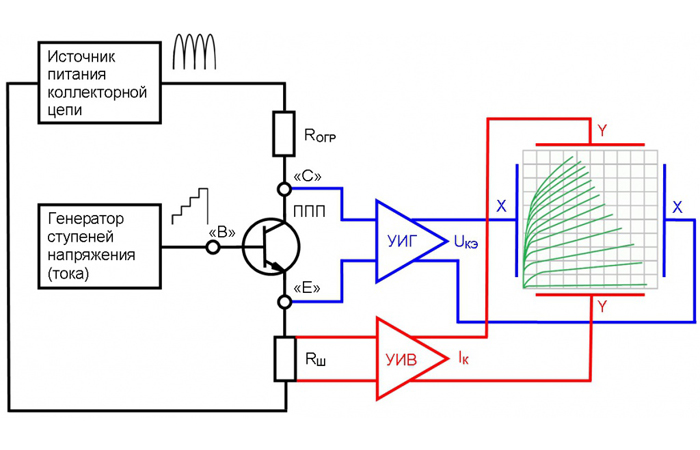 Источник
питания
коллекторной
цепи
RОГР
«C»
ППП
Генератор
ступеней
напряжения
(тока)
«B»
«E»
RШ
УИГ
UКЭ
УИВ
IК
Y
X
X
Y